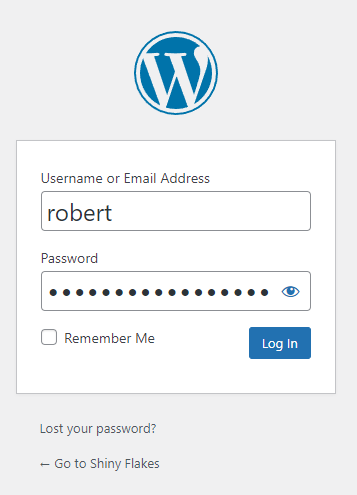 Username or Email Address
robert
Password
•••••••••••••••••
Remember Me
Log In
Lost your password?
← Go to Shiny Flakes